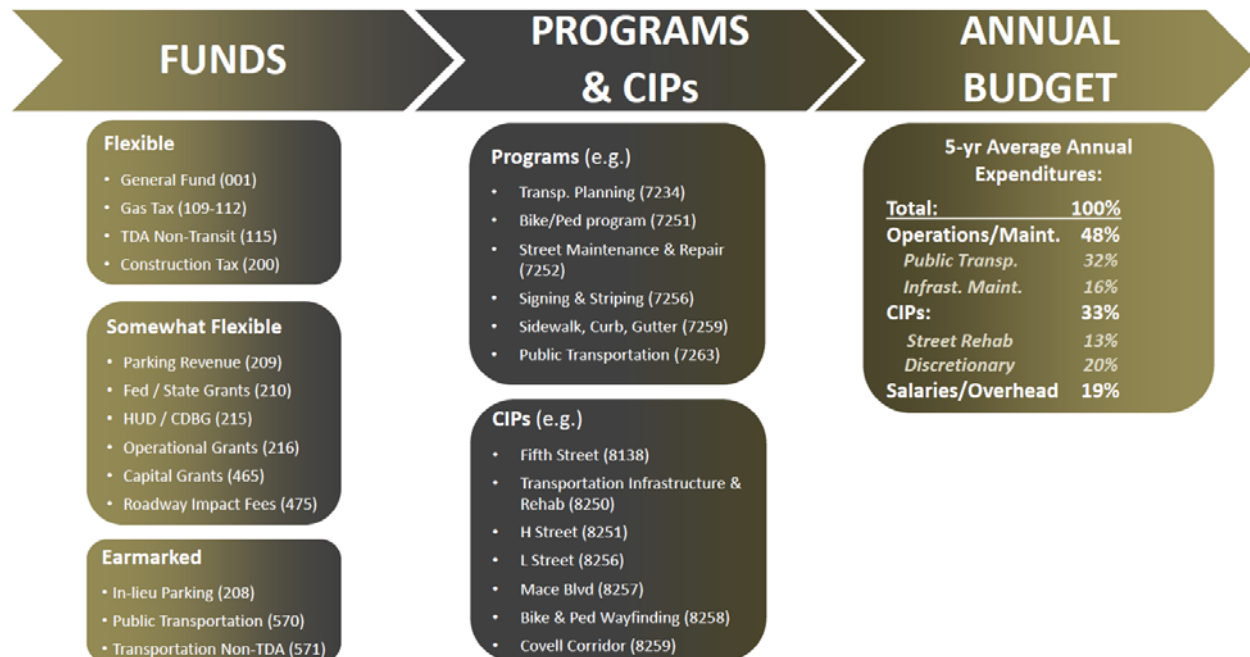 FUNDS
PROGRAMS
& CIPs
ANNUAL
BUDGET
Flexible
• General Fund (001)
• Gas Tax (109-112)
• TDA Non-Transit (115)
• Construction Tax (200)
Somewhat Flexible
• Parking Revenue (209)
• Fed / State Grants (210)
• HUD / CDBG (215)
• Operational Grants (216)
• Capital Grants (465)
• Roadway Impact Fees (475)
Earmarked
• In-lieu Parking (208)
• Public Transportation (570)
• Transportation Non-TDA (571)
Programs (e.g.)
• Transp. Planning (7234)
• Bike/Ped program (7251)
• Street Maintenance & Repair
(7252)
• Signing & Striping (7256)
• Sidewalk, Curb, Gutter (7259)
• Public Transportation (7263)
CIPs (e.g.)
• Fifth Street (8138)
• Transportation Infrastructure &
Rehab (8250)
• H Street (8251)
• L Street (8256)
• Mace Blvd (8257)
• Bike & Ped Wayfinding (8258)
• Covell Corridor (8259)
5-yr Average Annual
Expenditures:
Total: 100%
Operations/Maint. 48%
Public Transp. 32%
Infrast. Maint. 16%
CIPs: 33%
Street Rehab 13%
Discretionary 20%
Salaries/Overhead 19%